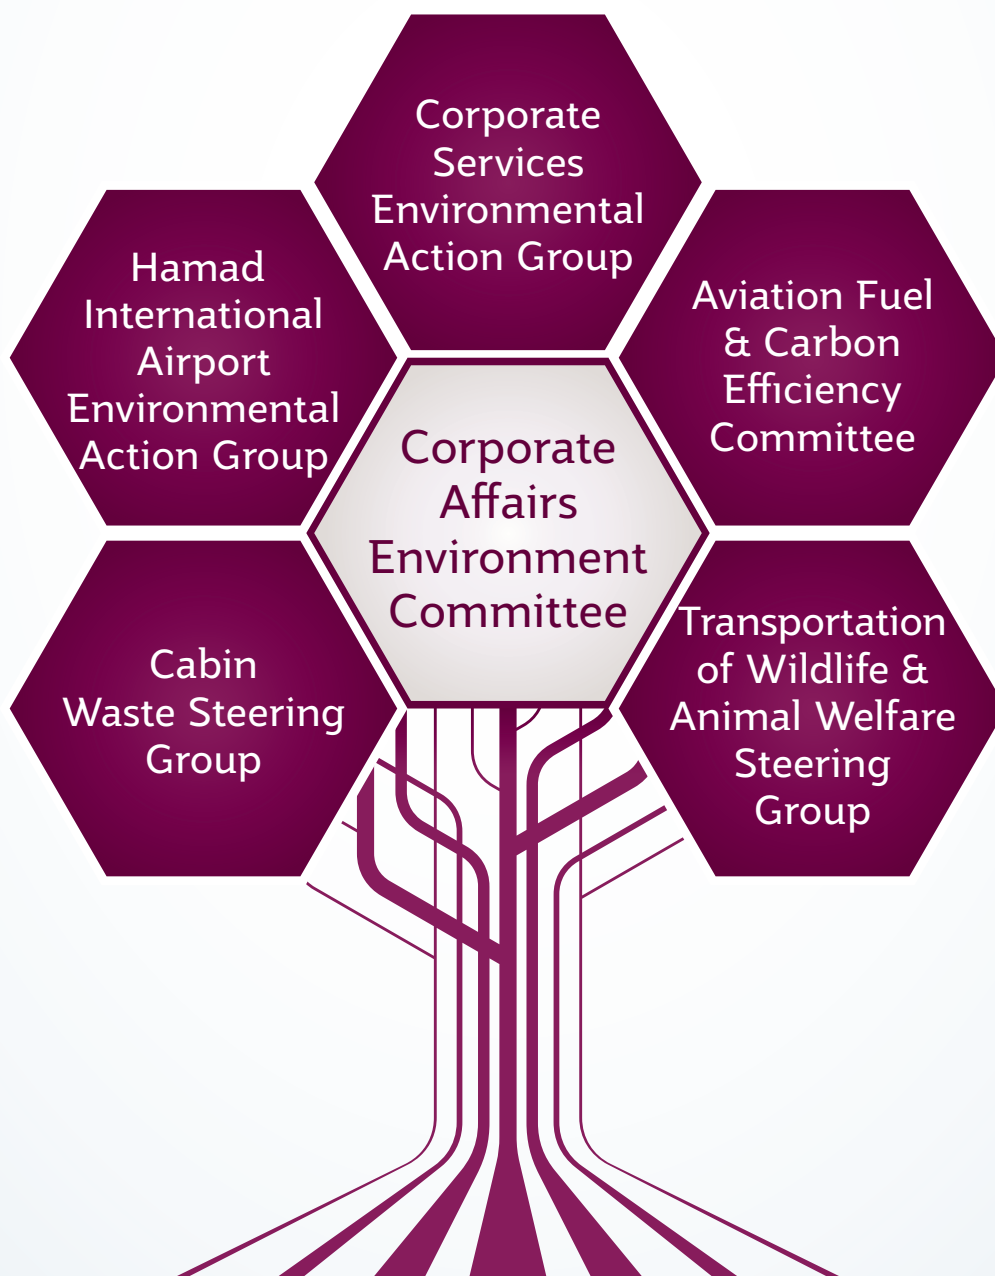 Corporate
Services
Environmental
Action Group
Hamad
International
Airport
Environmental
Action Group
Aviation Fuel
& Carbon
Efficiency
Committee
Corporate
Affairs
Environment
Committee
Cabin
Waste Steering
Group
Transportation
of Wildlife &
Animal Welfare
Steering
Group